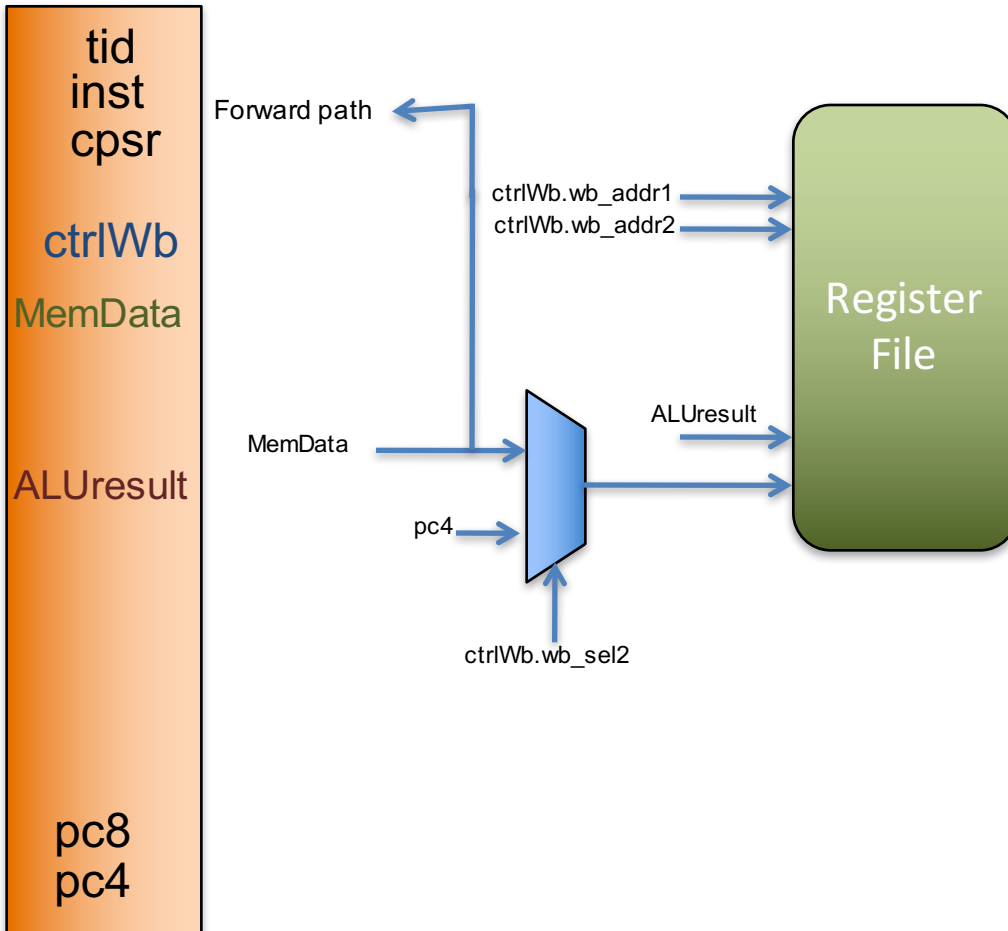 tid
inst
cpsr
ctrlWb
MemData
ALUresult
pc8
pc4
Forward path
ctrlWb.wb_addr1
ctrlWb.wb_addr2
MemData
pc4
ctrlWb.wb_sel2
ALUresult
Register
File